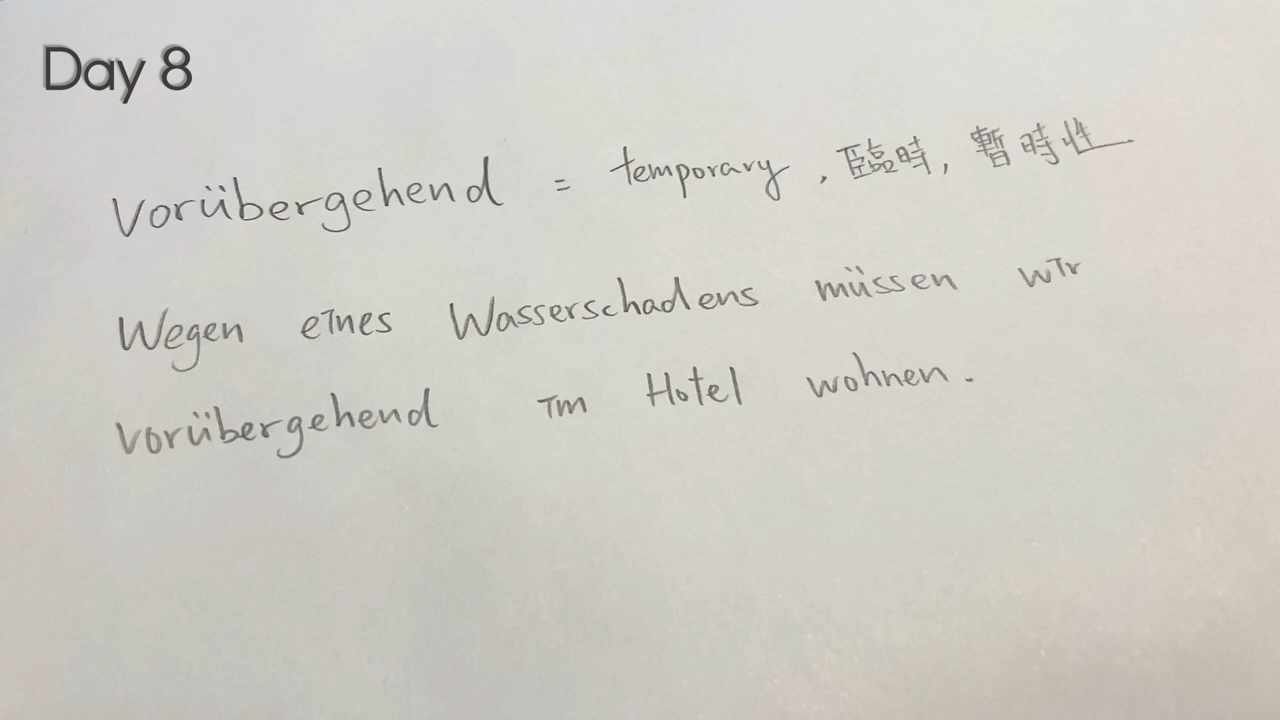 Day 8
Vorübergehend = temporary, 臨時, 暫時性
Wegen eines Wasserschadens müssen wir
vorübergehend im Hotel wohnen.